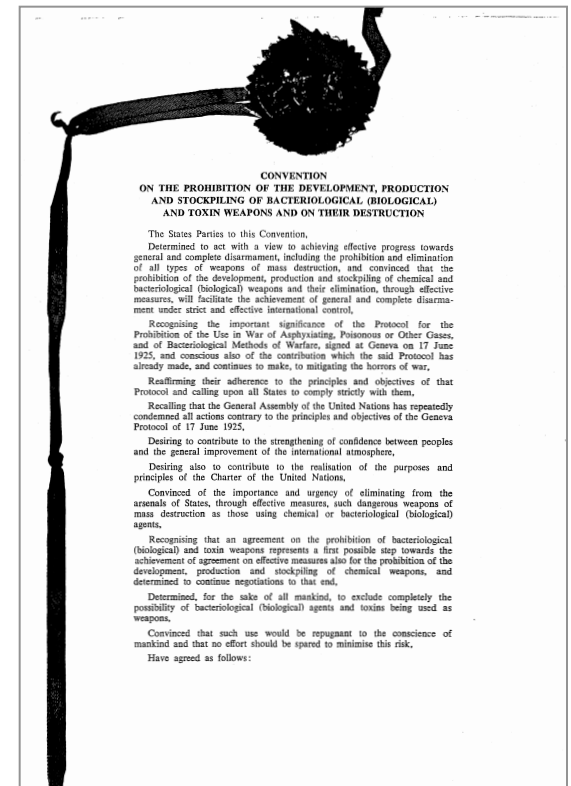 CONVENTION
ON THE PROHIBITION OF THE DEVELOPMENT, PRODUCTION
AND STOCKPILING OF BACTERIOLOGICAL (BIOLOGICAL)
AND TOXIN WEAPONS AND ON THEIR DESTRUCTION
The States Parties to this Convention,
Determined to act with a view to achieving effective progress towards
general and complete disarmament, including the prohibition and elimination
of all types of weapons of mass destruction, and convinced that the
prohibition of the development, production and stockpiling of chemical and
bacteriological (biological) weapons and their elimination, through effective
measures, will facilitate the achievement of general and complete disarma-
ment under strict and effective international control,
Recognising the important significance of the Protocol for the
Prohibition of the Use in War of Asphyxiating, Poisonous or Other Gases,
and of Bacteriological Methods of Warfare, signed at Geneva on 17 June
1925, and conscious also of the contribution which the said Protocol has
already made, and continues to make, to mitigating the horrors of war,
Reaffirming their adherence to the principles and objectives of that
Protocol and calling upon all States to comply strictly with them,
Recalling that the General Assembly of the United Nations has repeatedly
condemned all actions contrary to the principles and objectives of the Geneva
Protocol of 17 June 1925,
Desiring to contribute to the strengthening of confidence between peoples
and the general improvement of the international atmosphere,
Desiring also to contribute to the realisation of the purposes and
principles of the Charter of the United Nations,
Convinced of the importance and urgency of eliminating from the
arsenals of States, through effective measures, such dangerous weapons of
mass destruction as those using chemical or bacteriological (biological)
agents,
Recognising that an agreement on the prohibition of bacteriological
(biological) and toxin weapons represents a first possible step towards the
achievement of agreement on effective measures also for the prohibition of the
development, production and stockpiling of chemical weapons, and
determined to continue negotiations to that end,
Determined, for the sake of all mankind, to exclude completely the
possibility of bacteriological (biological) agents and toxins being used as
weapons,
Convinced that such use would be repugnant to the conscience of
mankind and that no effort should be spared to minimise this risk,
Have agreed as follows: